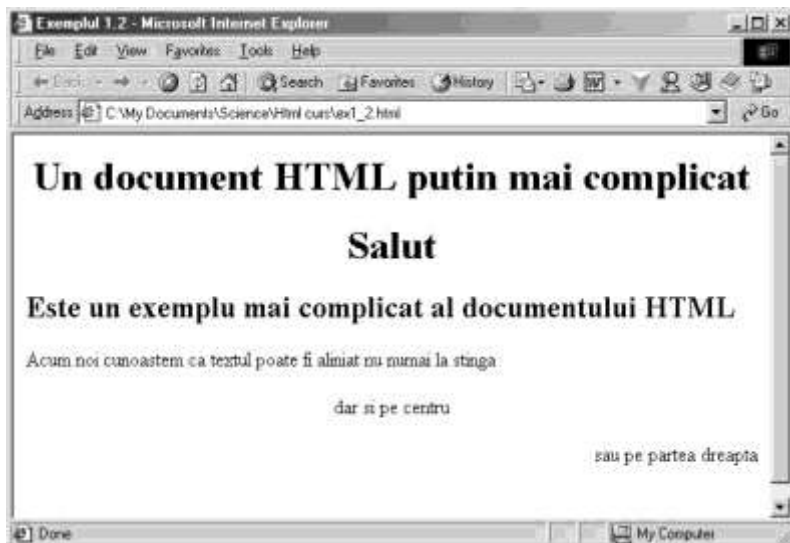 Exemplul 1.2 - Microsoft Internet Explorer
File Edit View Favorites Tools Help
Back Search Favorites History
Address C:\My Documents\Science\Html curs\ex1_2.html Go
Un document HTML putin mai complicat
Salut
Este un exemplu mai complicat al documentului HTML
Acum noi cunoastem ca textul poate fi aliniat nu numai la stinga
dar si pe centru
sau pe partea dreapta
Done My Computer